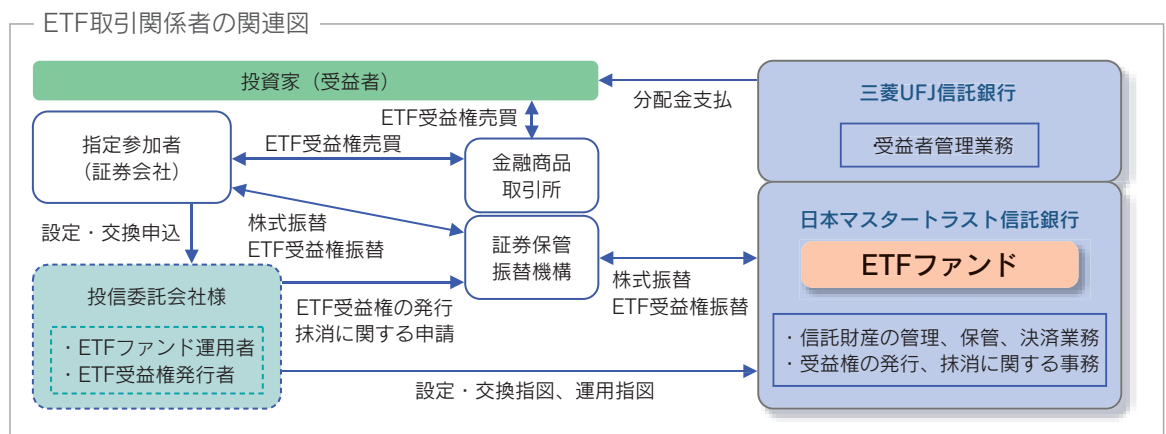 ETF取引関係者の関連図
投資家（受益者）
分配金支払
三菱UFJ信託銀行
受益者管理業務
ETF受益権売買
指定参加者
（証券会社）
ETF受益権売買
金融商品
取引所
日本マスタートラスト信託銀行
ETFファンド
設定・交換申込
株式振替
ETF受益権振替
証券保管
振替機構
株式振替
ETF受益権振替
投信委託会社様
・ETFファンド運用者
・ETF受益権発行者
ETF受益権の発行
抹消に関する申請
・信託財産の管理、保管、決済業務
・受益権の発行、抹消に関する事務
設定・交換指図、運用指図